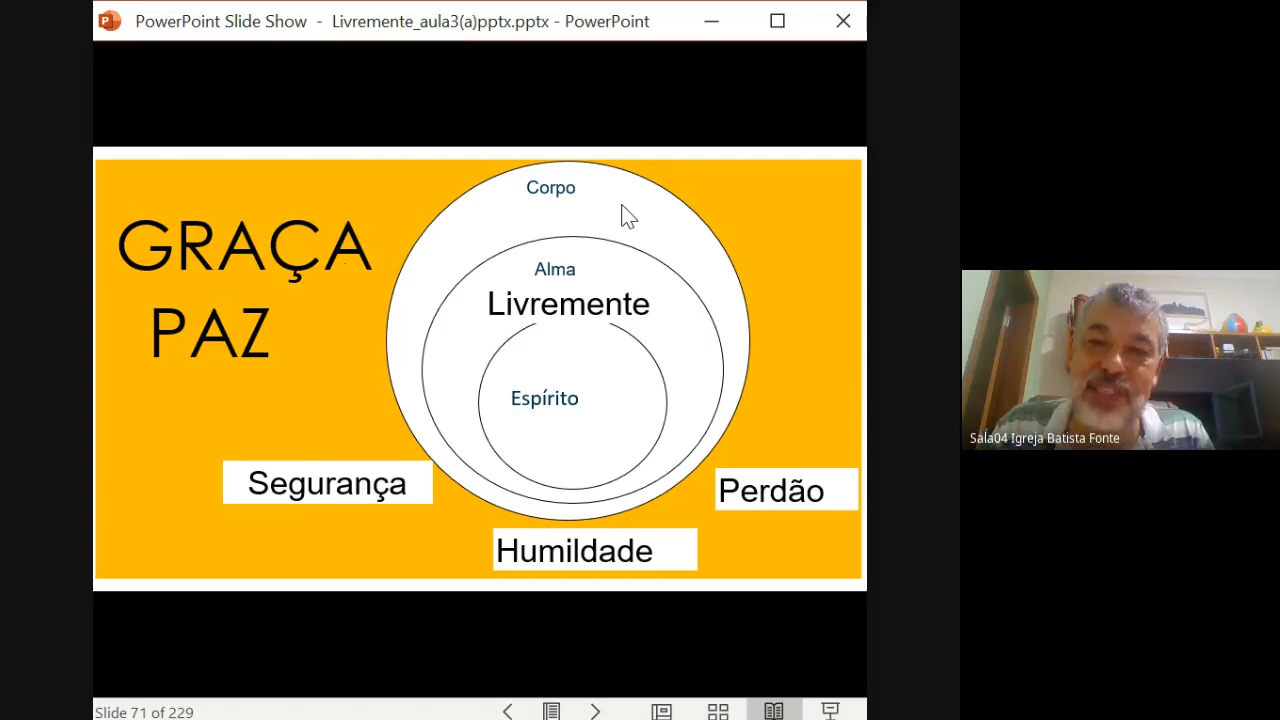 PowerPoint Slide Show - Livremente_aula3(a)pptx.pptx - PowerPoint
GRAÇA
PAZ
Corpo
Alma
Livremente
Espírito
Segurança
Perdão
Humildade
Sala04 Igreja Batista Fonte
Slide 71 of 229